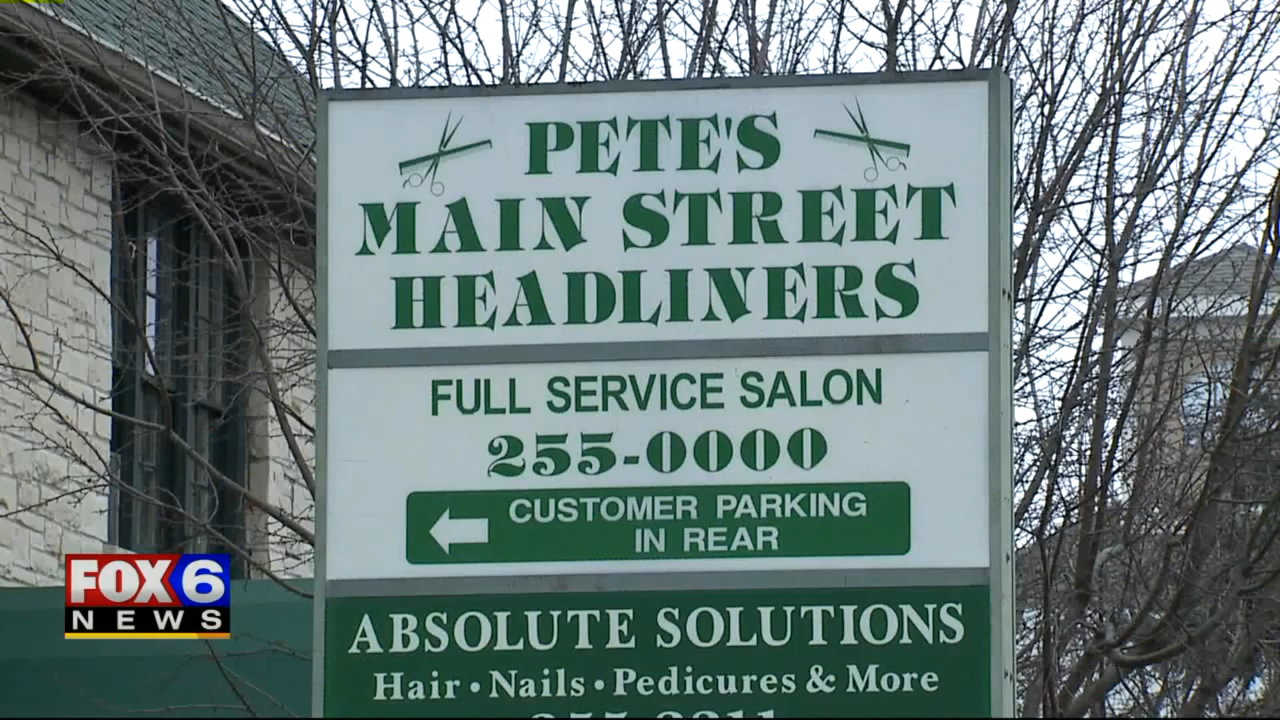 PETE'S
MAIN STREET
HEADLINERS
FULL SERVICE SALON
255-0000
CUSTOMER PARKING
IN REAR
ABSOLUTE SOLUTIONS
Hair • Nails • Pedicures & More
FOX 6
NEWS